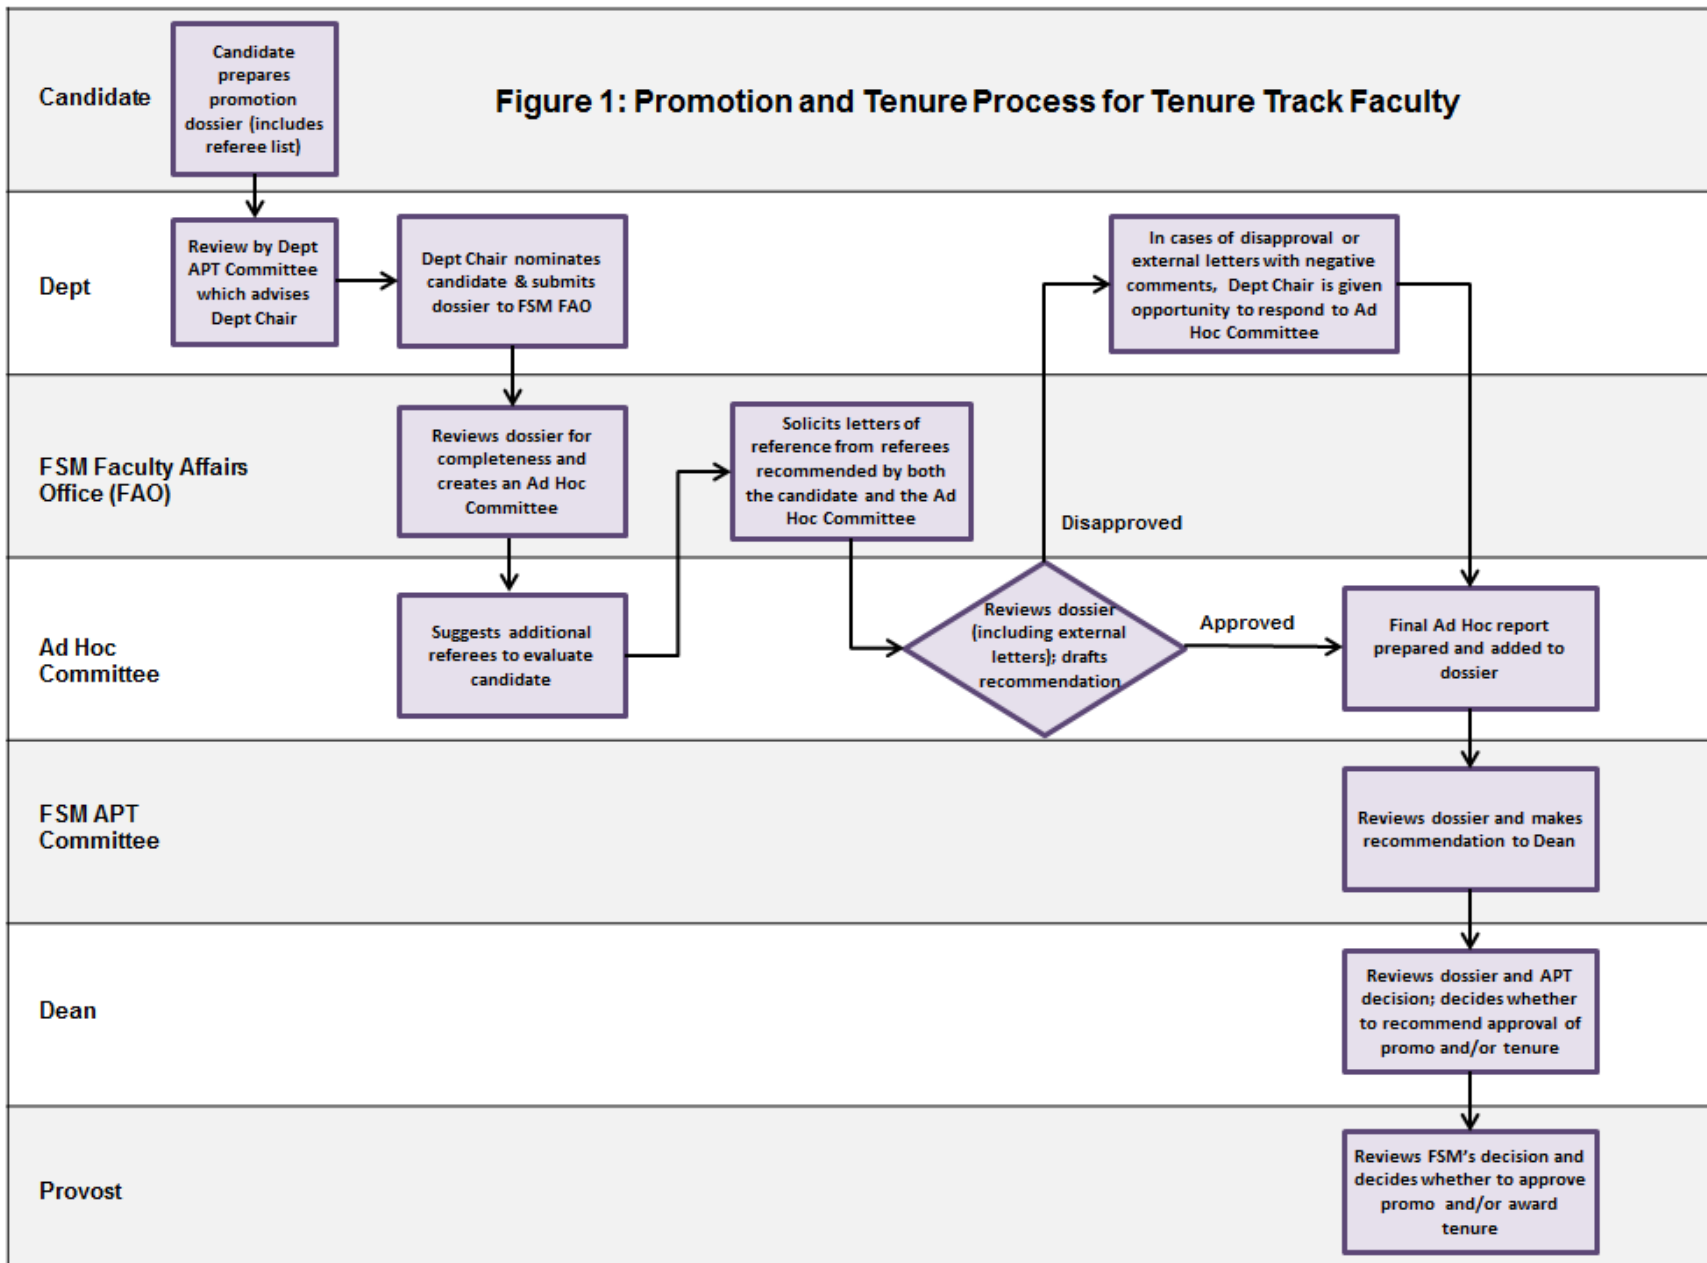 Figure 1: Promotion and Tenure Process for Tenure Track Faculty
Candidate
Candidate
prepares
promotion
dossier (includes
referee list)
Dept
Review by Dept
APT Committee
which advises
Dept Chair
Dept Chair nominates
candidate & submits
dossier to FSM FAO
In cases of disapproval or
external letters with negative
comments, Dept Chair is given
opportunity to respond to Ad
Hoc Committee
FSM Faculty Affairs
Office (FAO)
Reviews dossier for
completeness and
creates an Ad Hoc
Committee
Solicits letters of
reference from referees
recommended by both
the candidate and the Ad
Hoc Committee
Disapproved
Ad Hoc
Committee
Suggests additional
referees to evaluate
candidate
Reviews dossier
(including external
letters); drafts
recommendation
Approved
Final Ad Hoc report
prepared and added to
dossier
FSM APT
Committee
Reviews dossier and makes
recommendation to Dean
Dean
Reviews dossier and APT
decision; decides whether
to recommend approval of
promo and/or tenure
Provost
Reviews FSM's decision and
decides whether to approve
promo and/or award
tenure